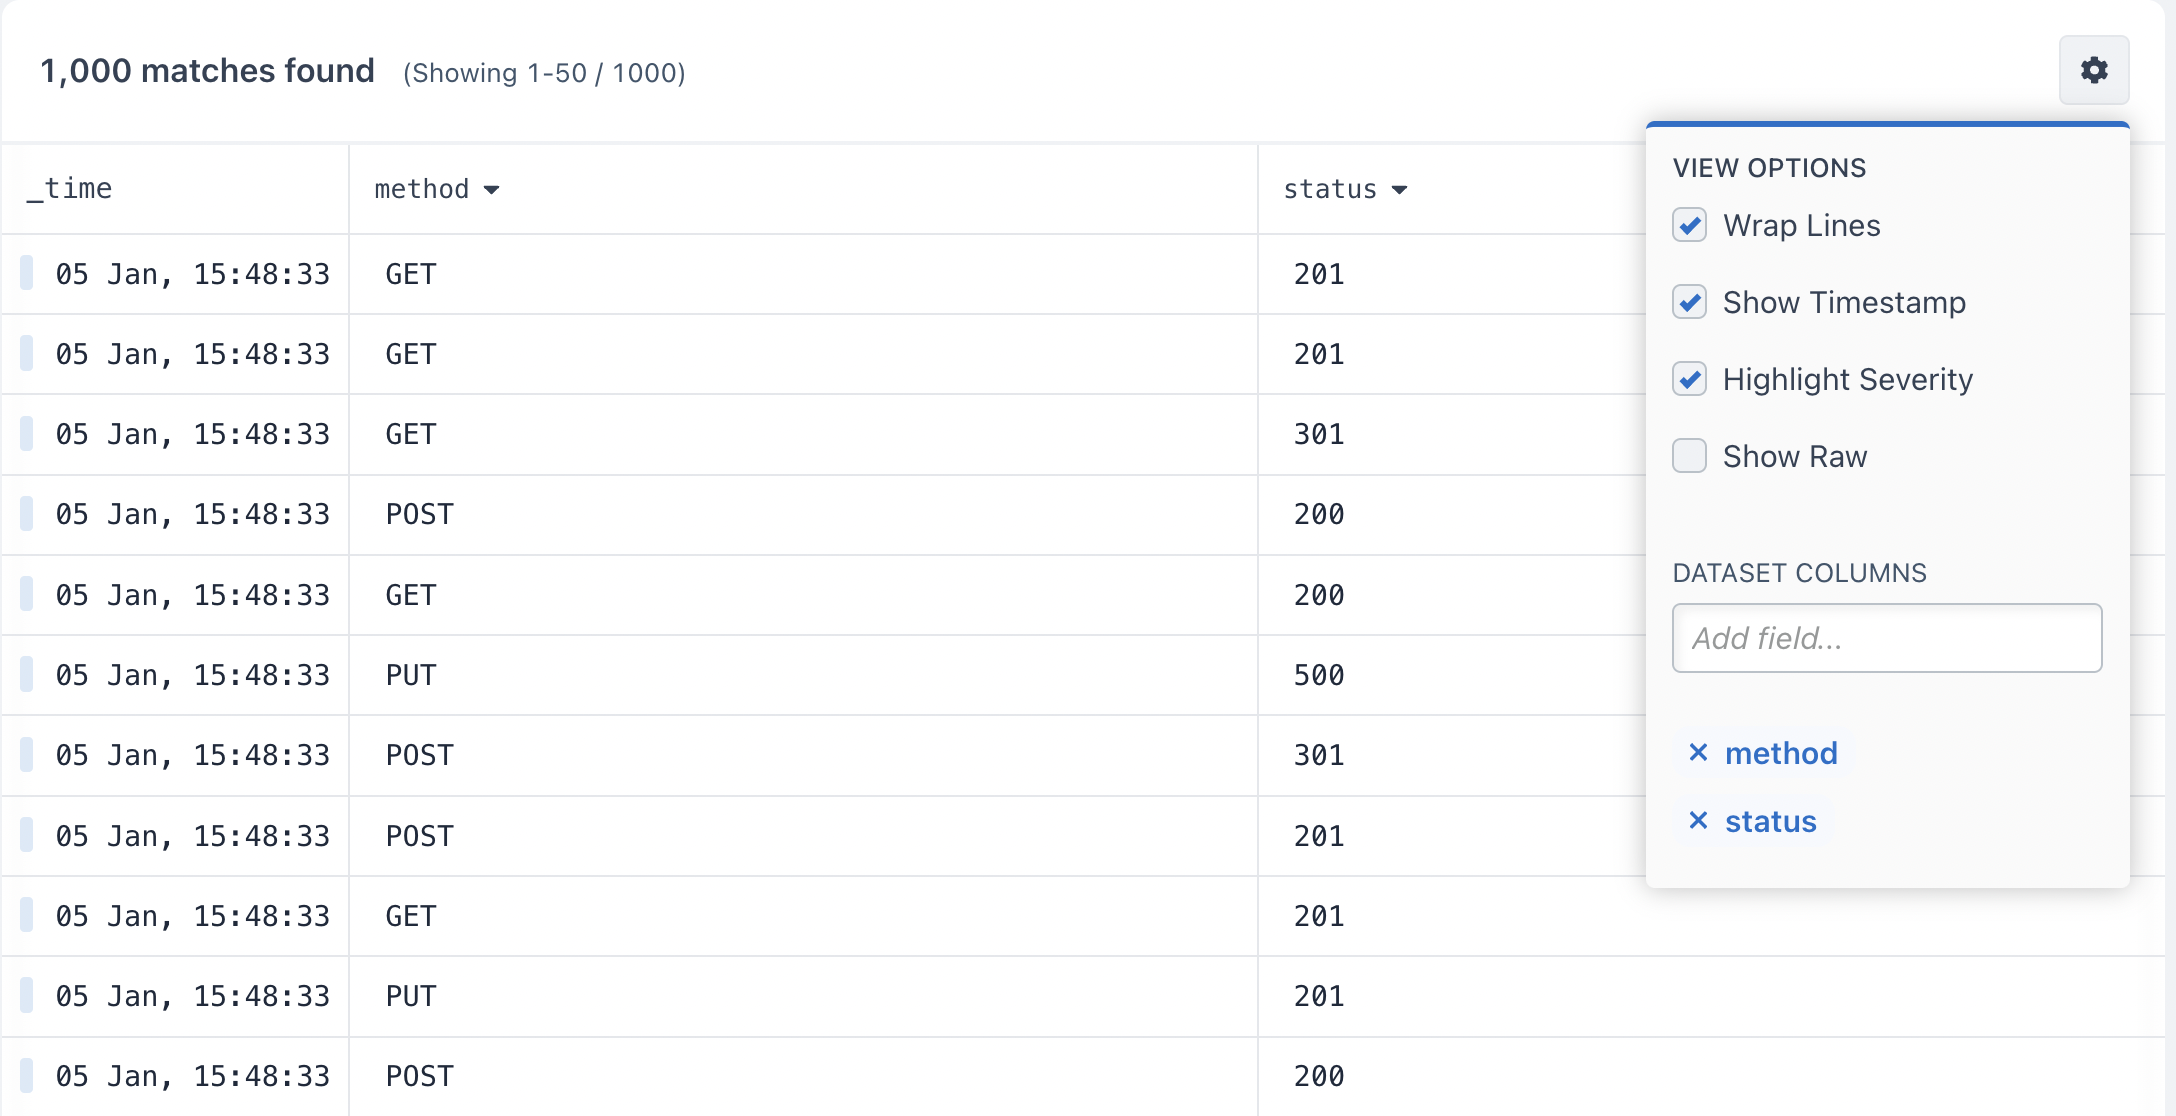 1,000 matches found (Showing 1-50 / 1000)
_time method status
05 Jan, 15:48:33 GET 201
05 Jan, 15:48:33 GET 201
05 Jan, 15:48:33 GET 301
05 Jan, 15:48:33 POST 200
05 Jan, 15:48:33 GET 200
05 Jan, 15:48:33 PUT 500
05 Jan, 15:48:33 POST 301
05 Jan, 15:48:33 POST 201
05 Jan, 15:48:33 GET 201
05 Jan, 15:48:33 PUT 201
05 Jan, 15:48:33 POST 200
VIEW OPTIONS
Wrap Lines
Show Timestamp
Highlight Severity
Show Raw
DATASET COLUMNS
Add field...
× method
× status